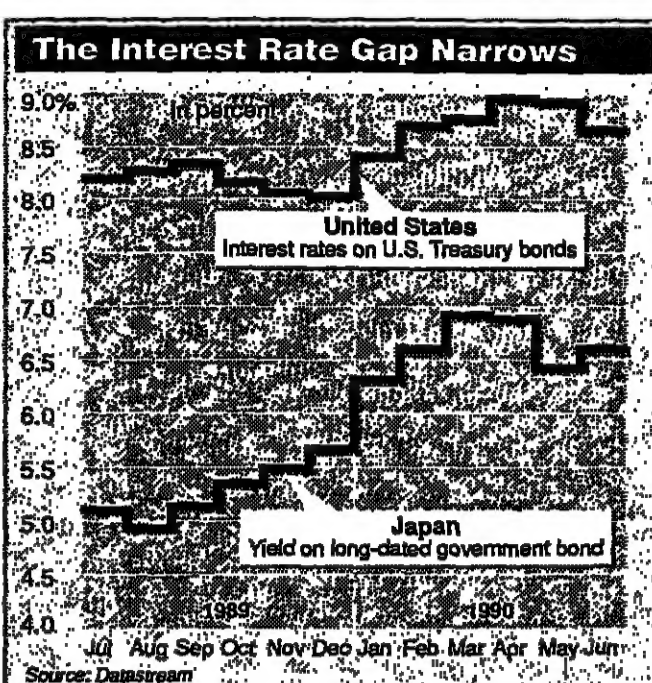 The Interest Rate Gap Narrows
In percent
9.0%
8.5
8.0
7.5
7.0
6.5
6.0
5.5
5.0
4.5
4.0
United States
Interest rates on U.S. Treasury bonds
Japan
Yield on long-dated government bond
1989
1990
Jul Aug Sep Oct Nov Dec Jan Feb Mar Apr May Jun
Source: Datastream